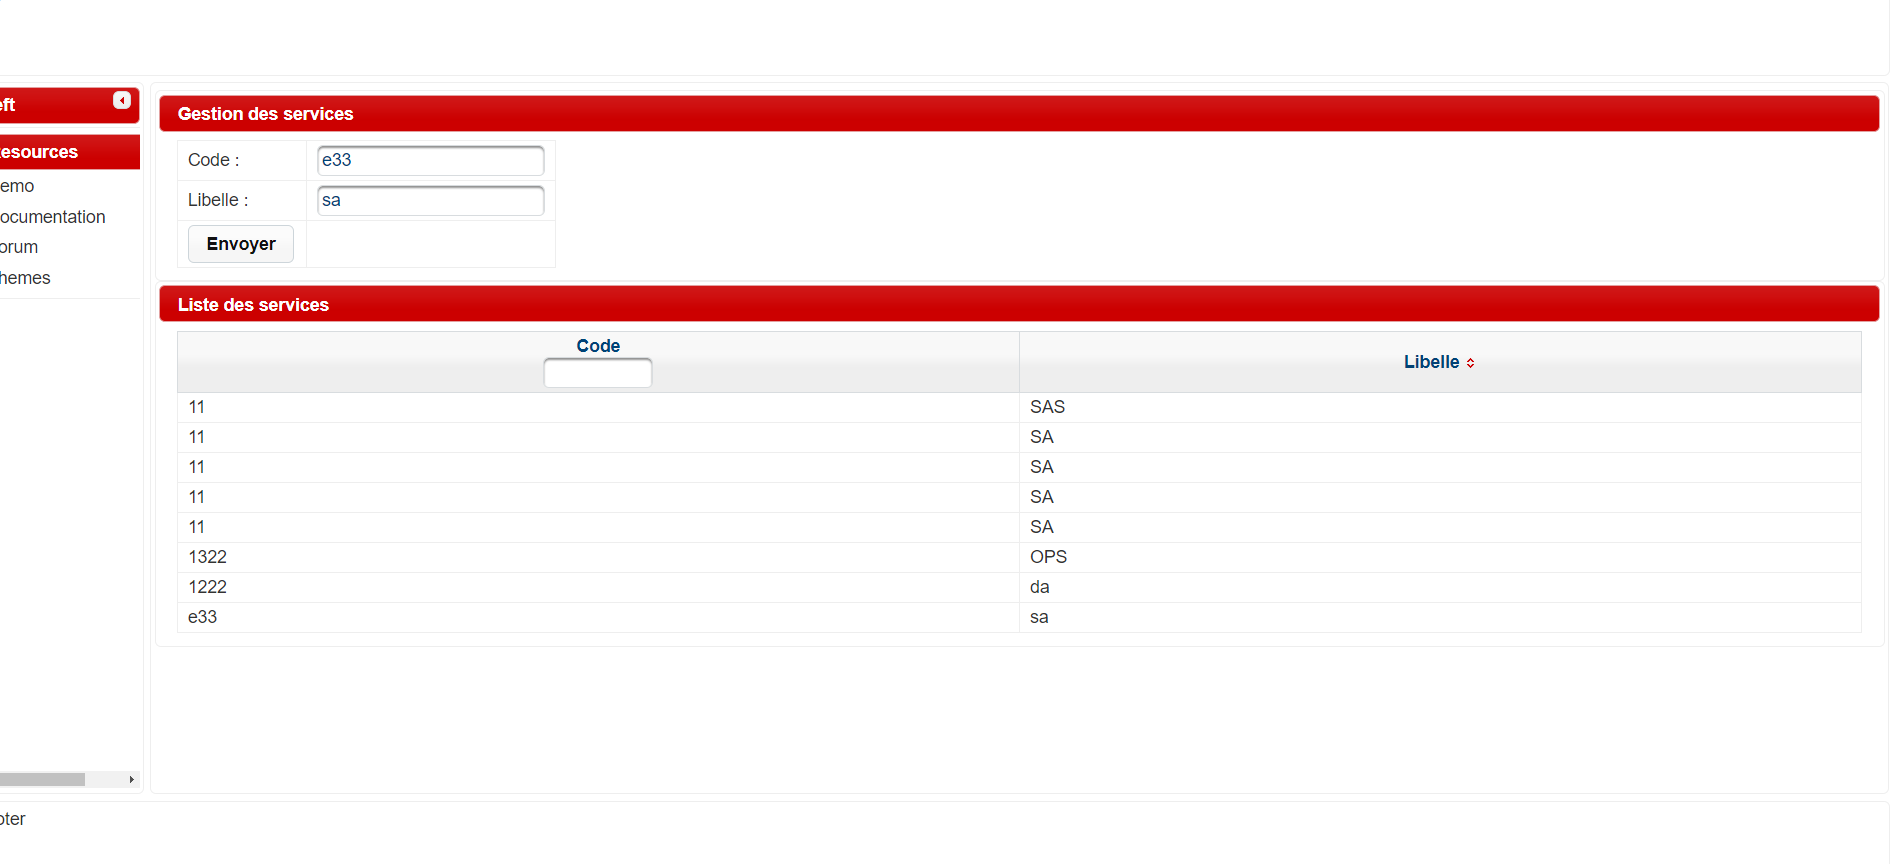 eft
esources
emo
ocumentation
orum
hemes
Gestion des services
Code : e33
Libelle : sa
Envoyer
Liste des services
Code Libelle
11 SAS
11 SA
11 SA
11 SA
11 SA
1322 OPS
1222 da
e33 sa
oter